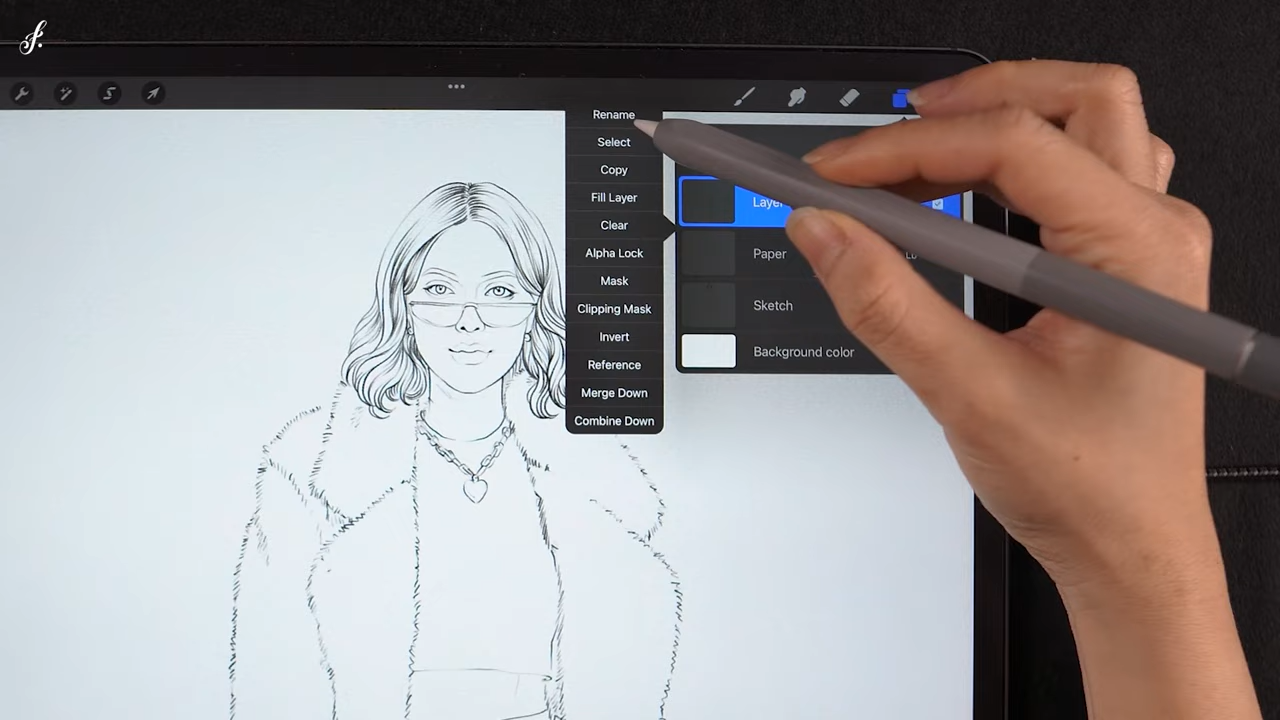 Rename
Select
Copy
Fill Layer
Clear
Alpha Lock
Mask
Clipping Mask
Invert
Reference
Merge Down
Combine Down
Paper
Sketch
Background color